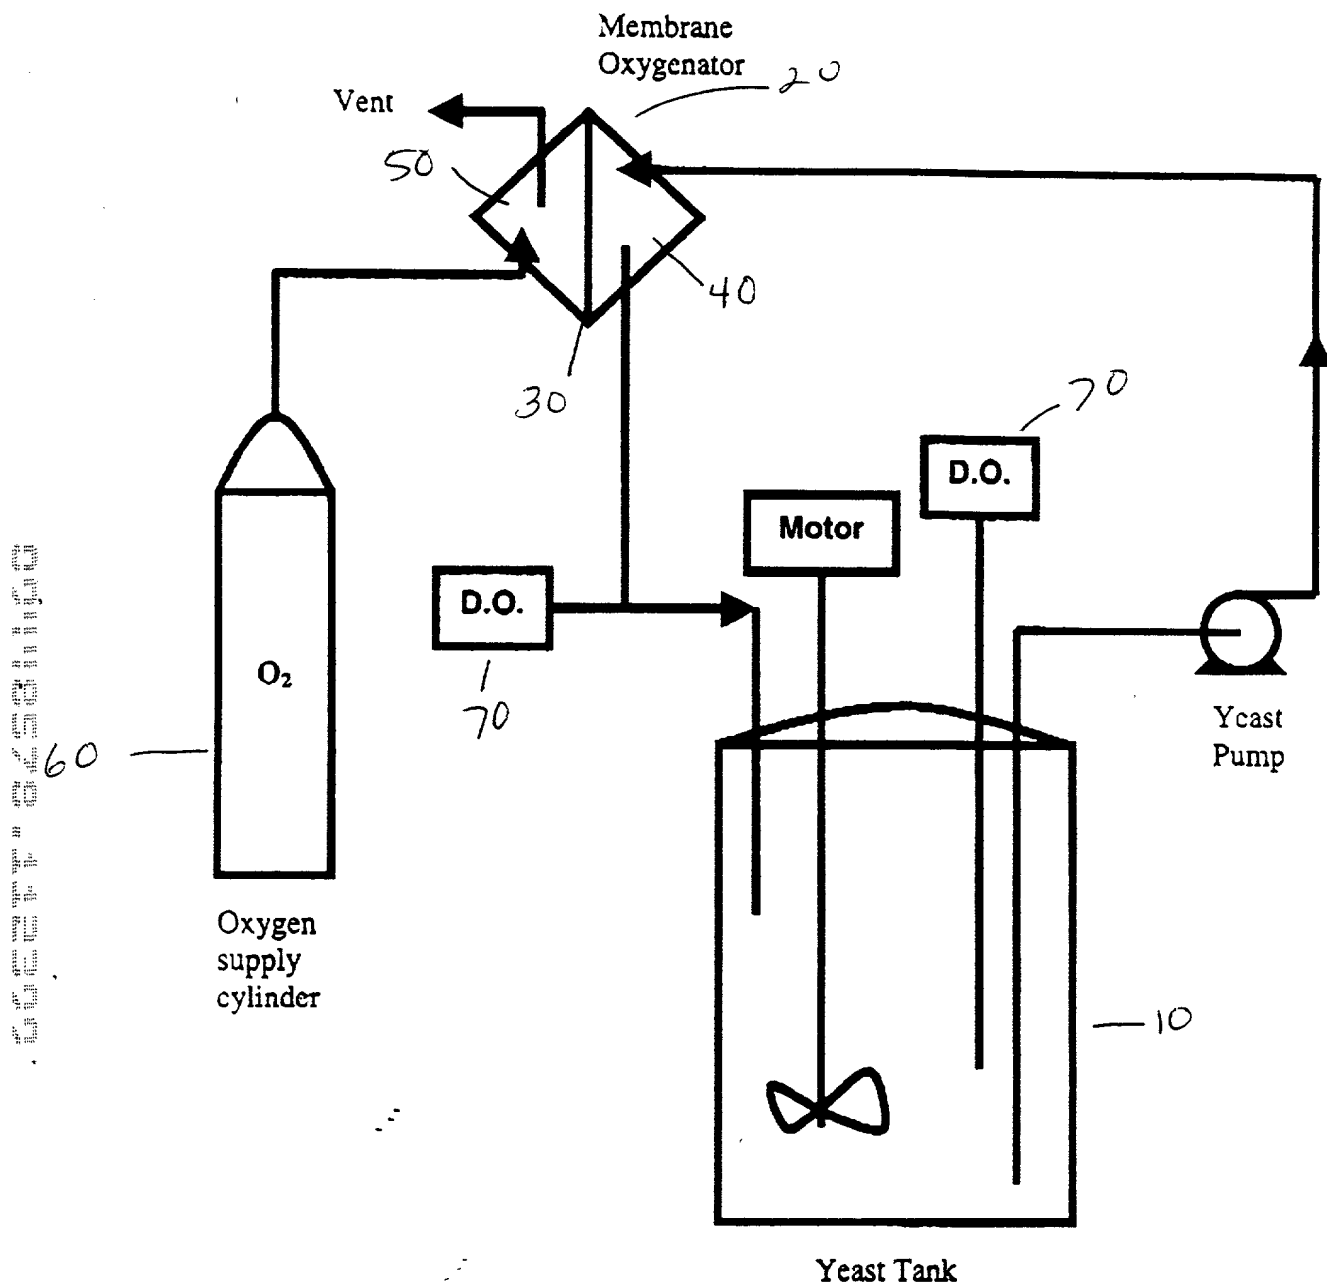 Membrane
Oxygenator
20
Vent
50
40
30
70
D.O.
Motor
D.O.
70
O₂
60
Yeast
Pump
Oxygen
supply
cylinder
10
Yeast Tank